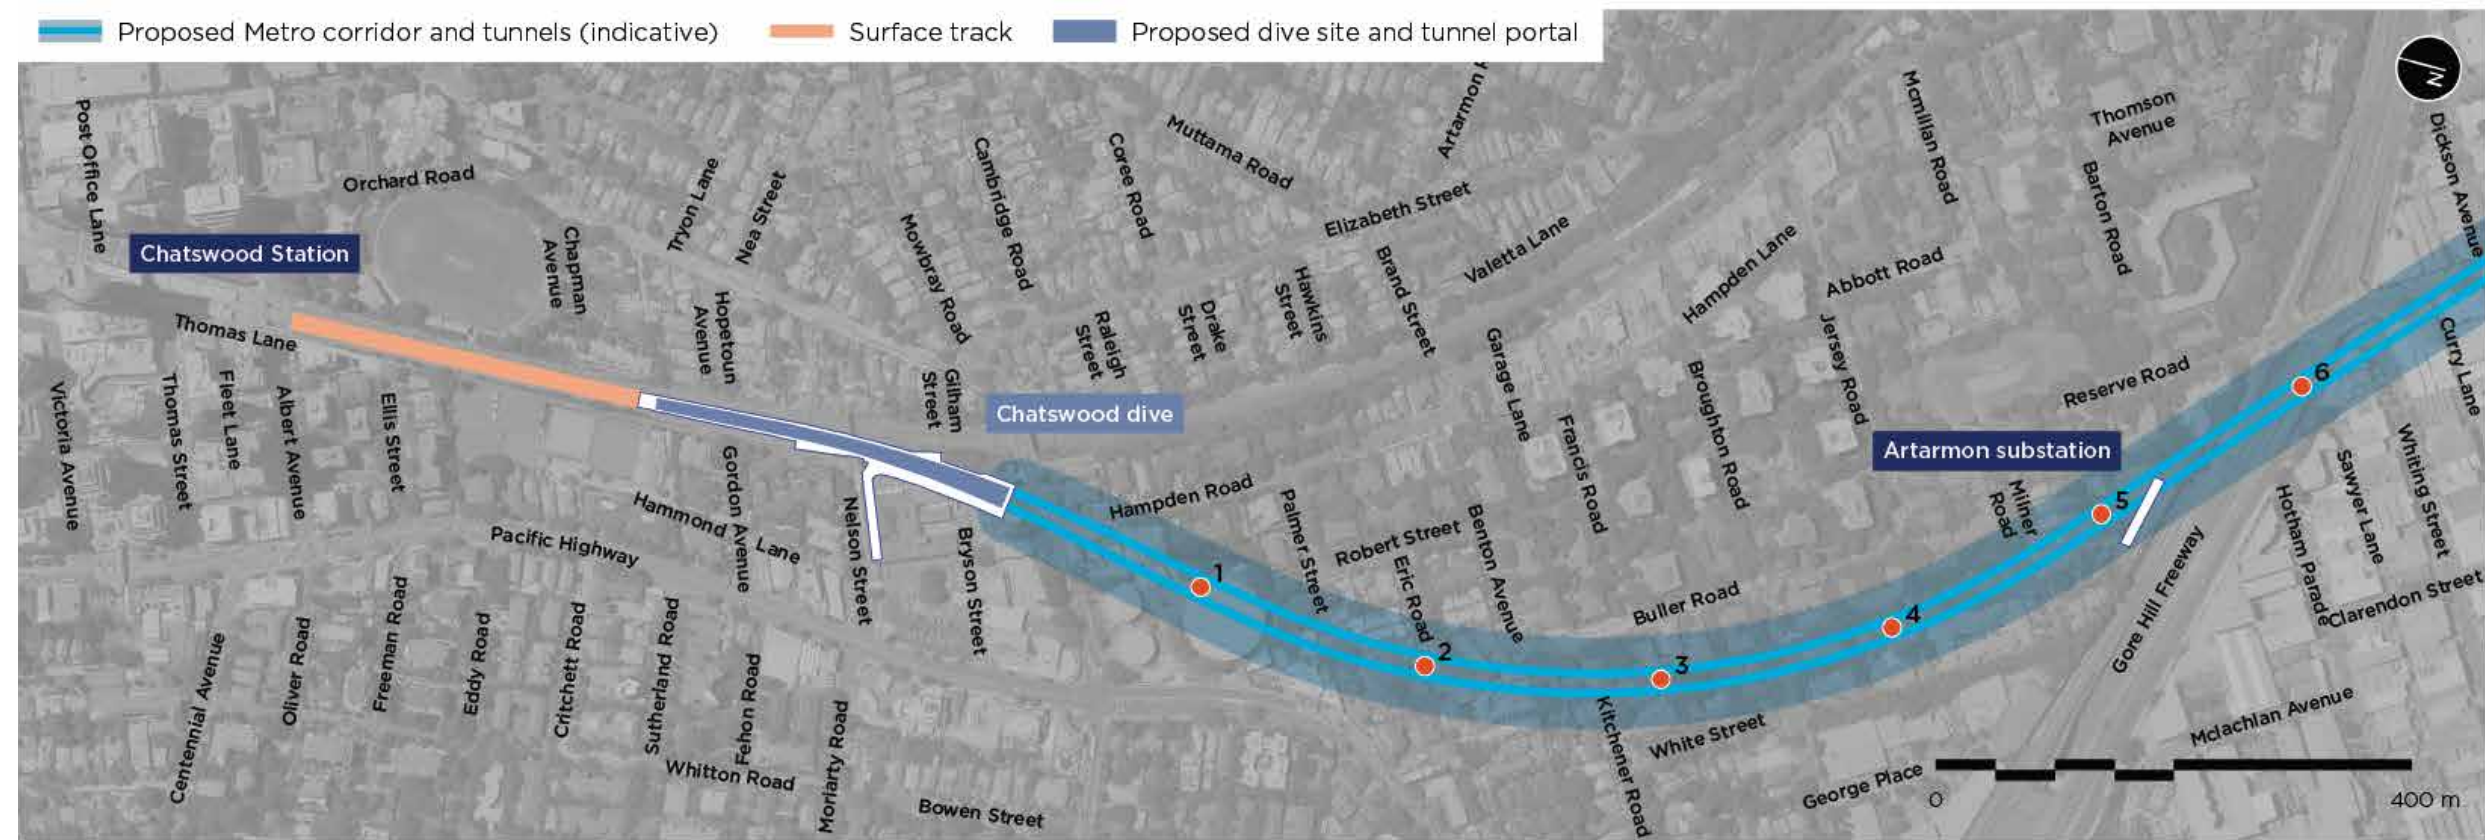 Proposed Metro corridor and tunnels (indicative)
Surface track
Proposed dive site and tunnel portal
N
Post Office Lane
Orchard Road
Chatswood Station
Chapman
Avenue
Tryon Lane
Nea Street
Mowbray Road
Cambridge Road
Coree Road
Muttama Road
Artarmon
Elizabeth Street
Valetta Lane
Mcmillan Road
Thomson
Avenue
Barton Road
Dickson Avenue
Thomas Lane
Hopetoun
Avenue
Gilham
Street
Raleigh
Street
Drake
Street
Hawkins
Street
Brand Street
Hampden Lane
Abbott Road
Garage Lane
Jersey Road
Reserve Road
Curry Lane
Victoria Avenue
Thomas Street
Fleet Lane
Albert Avenue
Ellis Street
Chatswood dive
Francis Road
Broughton Road
Artarmon substation
Gordon Avenue
Hammond Lane
Pacific Highway
Nelson Street
Bryson Street
Hampden Road
Palmer Street
Robert Street
Eric Road
Benton Avenue
Buller Road
Milner
Road
Hotham Parade
Sawyer Lane
Whiting Street
Clarendon Street
Gore Hill Freeway
1
2
3
4
5
6
Centennial Avenue
Oliver Road
Freeman Road
Eddy Road
Critchett Road
Sutherland Road
Fehon Road
Whitton Road
Moriarty Road
Bowen Street
Kitchener Road
White Street
George Place
Mclachlan Avenue
0
400 m